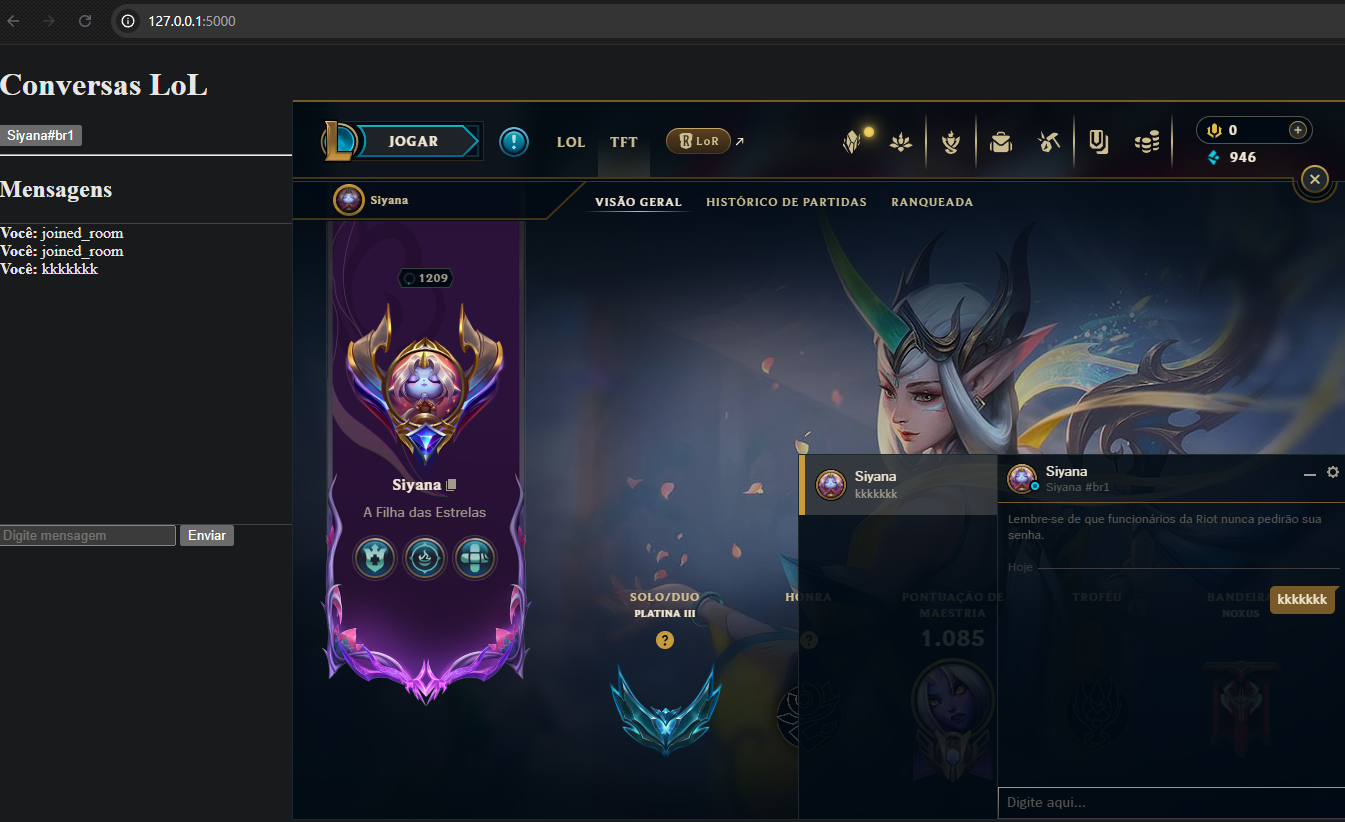 127.0.0.1:5000
Conversas LoL
Siyana#br1
Mensagens
Você: joined_room
Você: joined_room
Você: kkkkkkk
Digite mensagem
Enviar
JOGAR
LOL
TFT
LoR
0
946
Siyana
VISÃO GERAL
HISTÓRICO DE PARTIDAS
RANQUEADA
1209
Siyana
A Filha das Estrelas
SOLO/DUO
PLATINA III
?
HONRA
?
PONTUAÇÃO DE
MAESTRIA
1.085
TROFÉU
BANDEIRA
NOXUS
Siyana
kkkkkkk
Siyana
Siyana #br1
Lembre-se de que funcionários da Riot nunca pedirão sua
senha.
Hoje
kkkkkkk
Digite aqui...